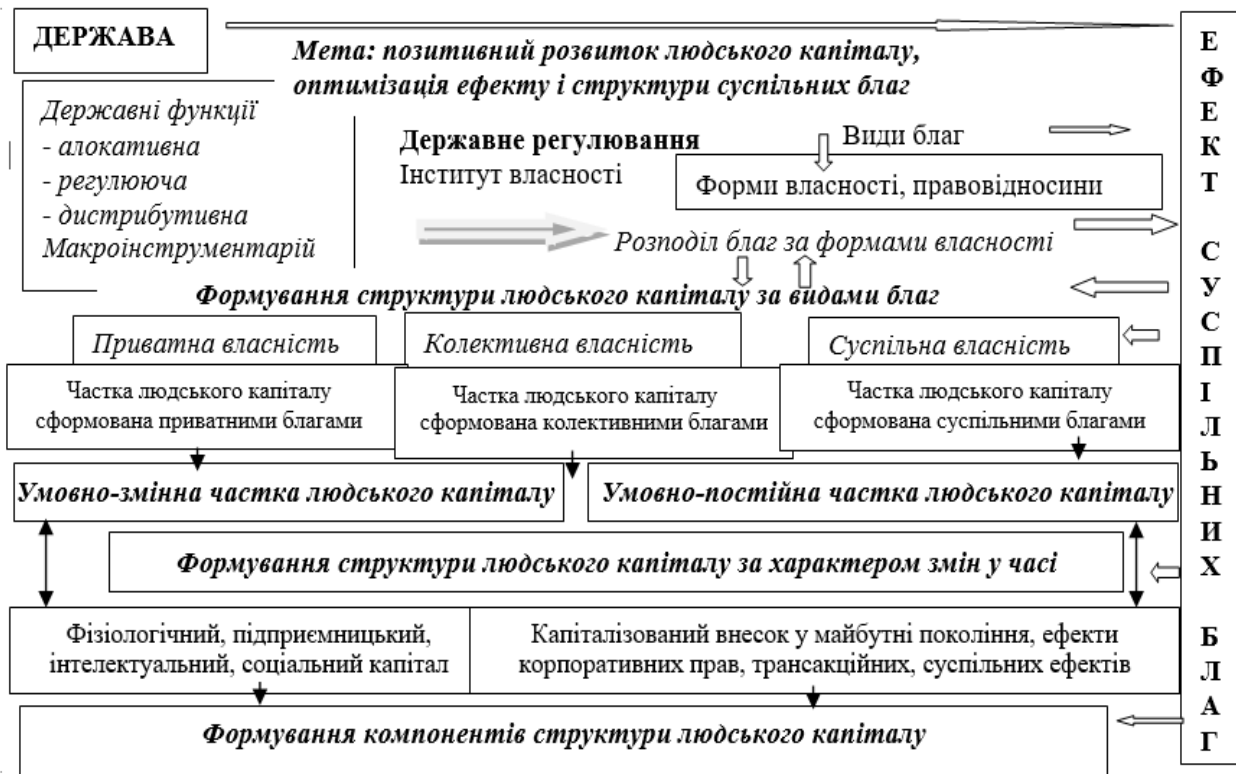 ДЕРЖАВА
Мета: позитивний розвиток людського капіталу,
оптимізація ефекту і структури суспільних благ
Державні функції
- алокативна
- регулююча
- дистрибутивна
Макроінструментарій
Державне регулювання
Інститут власності
Види благ
Форми власності, правовідносини
Розподіл благ за формами власності
Формування структури людського капіталу за видами благ
Приватна власність
Колективна власність
Суспільна власність
Частка людського капіталу
сформована приватними благами
Частка людського капіталу
сформована колективними благами
Частка людського капіталу
сформована суспільними благами
Умовно-змінна частка людського капіталу
Умовно-постійна частка людського капіталу
Формування структури людського капіталу за характером змін у часі
Фізіологічний, підприємницький,
інтелектуальний, соціальний капітал
Капіталізований внесок у майбутні покоління, ефекти
корпоративних прав, трансакційних, суспільних ефектів
Формування компонентів структури людського капіталу
ЕФЕКТ СУСПІЛЬНИХ БЛАГ